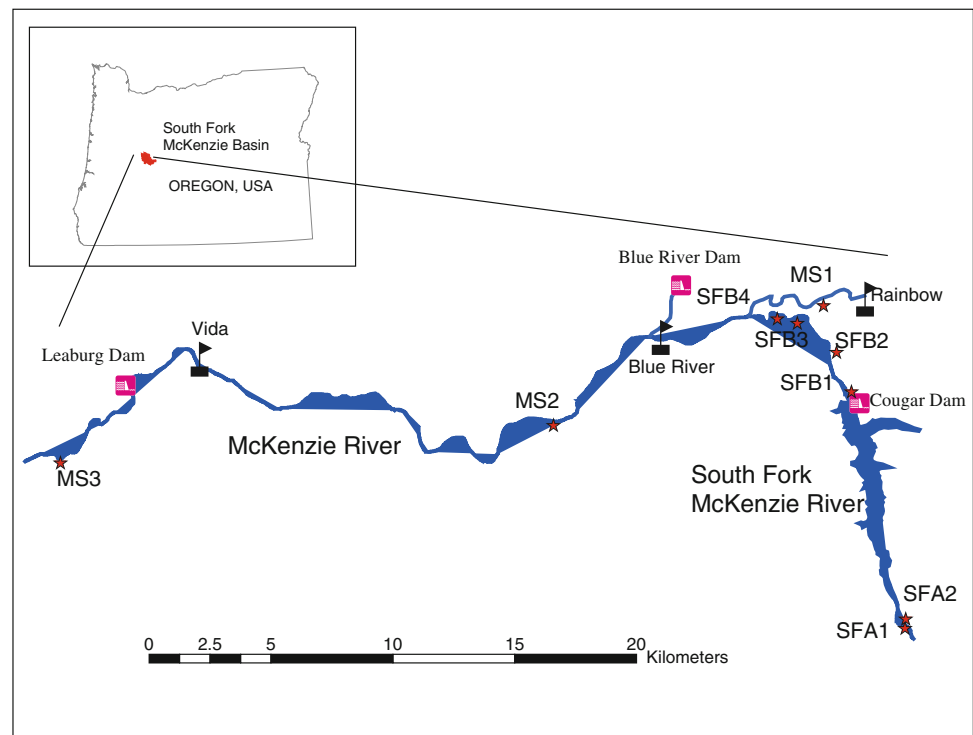 South Fork
McKenzie Basin
OREGON, USA
Blue River Dam
MS1
SFB4
Rainbow
Vida
SFB3
SFB2
Leaburg Dam
Blue River
SFB1
MS2
Cougar Dam
McKenzie River
MS3
South Fork
McKenzie River
SFA2
SFA1
0 2.5 5 10 15 20
Kilometers